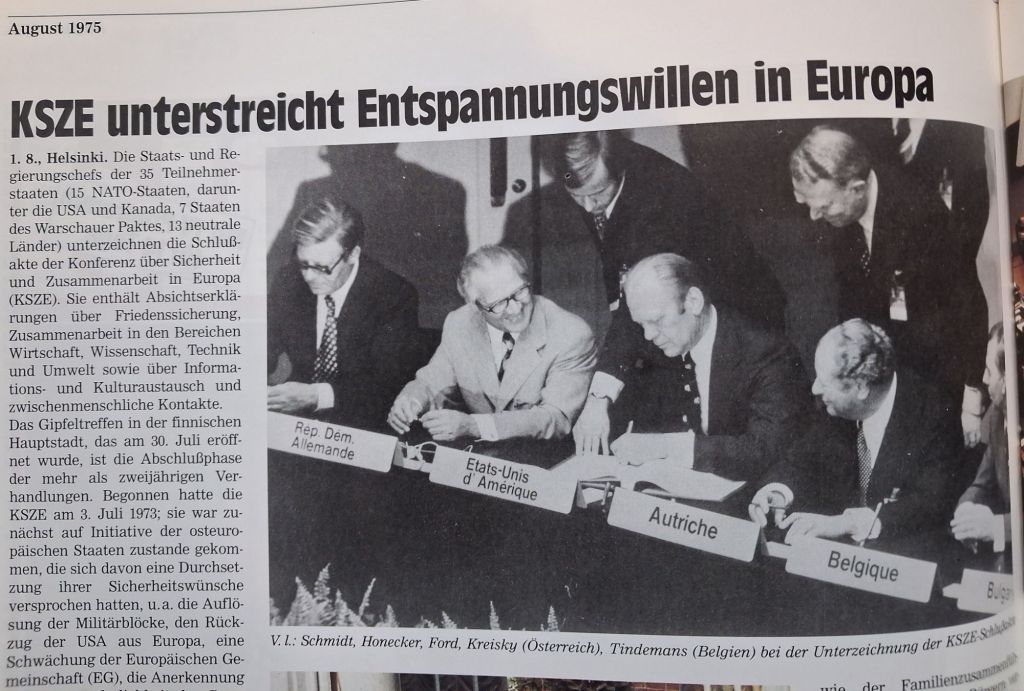 August 1975
KSZE unterstreicht Entspannungswillen in Europa
1. 8., Helsinki. Die Staats- und Re-
gierungschefs der 35 Teilnehmer-
staaten (15 NATO-Staaten, darun-
ter die USA und Kanada, 7 Staaten
des Warschauer Paktes, 13 neutrale
Länder) unterzeichnen die Schluß-
akte der Konferenz über Sicherheit
und Zusammenarbeit in Europa
(KSZE). Sie enthält Absichtserklä-
rungen über Friedenssicherung,
Zusammenarbeit in den Bereichen
Wirtschaft, Wissenschaft, Technik
und Umwelt sowie über Informa-
tions- und Kulturaustausch und
zwischenmenschliche Kontakte.
Das Gipfeltreffen in der finnischen
Hauptstadt, das am 30. Juli eröff-
net wurde, ist die Abschlußphase
der mehr als zweijährigen Ver-
handlungen. Begonnen hatte die
KSZE am 3. Juli 1973; sie war zu-
nächst auf Initiative der osteuro-
päischen Staaten zustande gekom-
men, die sich davon eine Durchset-
zung ihrer Sicherheitswünsche
versprochen hatten, u. a. die Auflö-
sung der Militärblöcke, den Rück-
zug der USA aus Europa, eine
Schwächung der Europäischen Ge-
meinschaft (EG), die Anerkennung
Rep. Dém.
Allemande
Etats-Unis
d'Amérique
Autriche
Belgique
V. l.: Schmidt, Honecker, Ford, Kreisky (Österreich), Tindemans (Belgien) bei der Unterzeichnung der
wie der